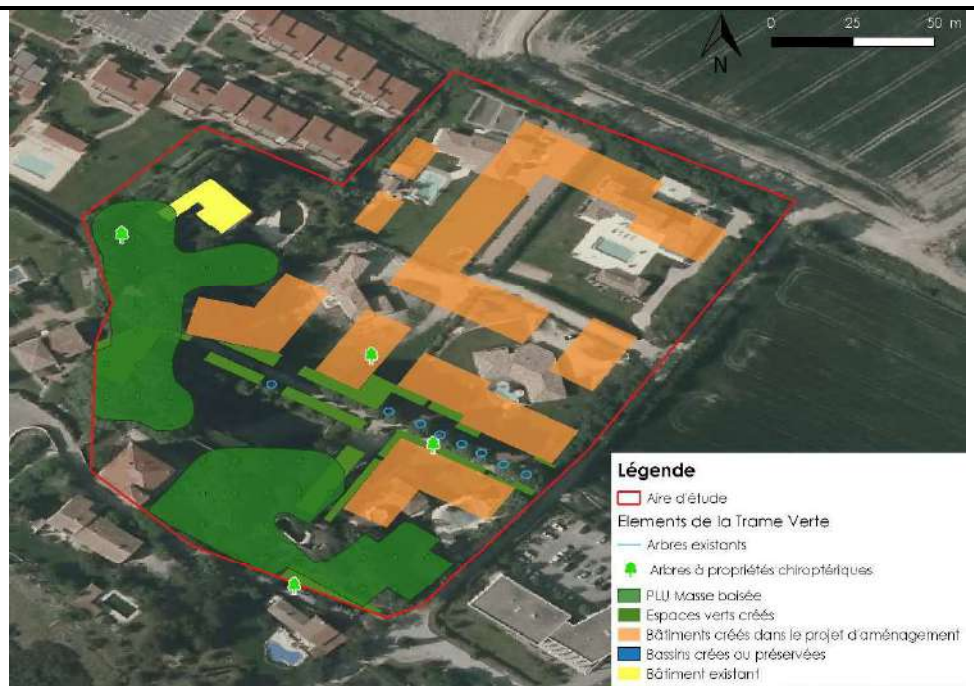 0 25 50 m
N
Légende
Aire d'étude
Elements de la Trame Verte
Arbres existants
Arbres à propriétés chiroptériques
PLU Masse boisée
Espaces verts créés
Bâtiments créés dans le projet d'aménagement
Bassins crées ou préservées
Bâtiment existant